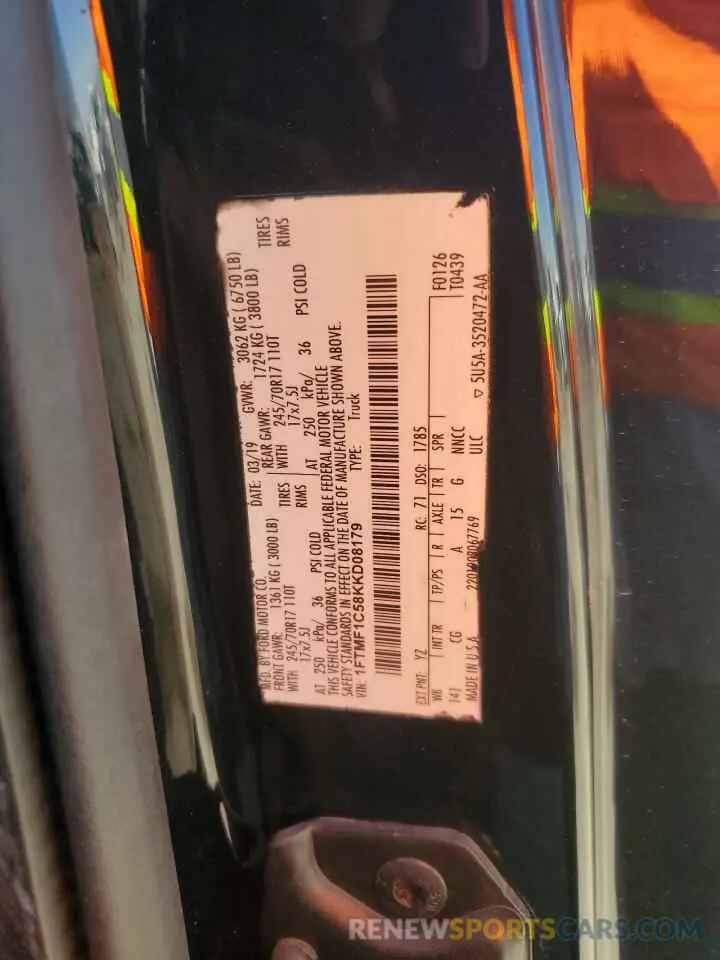 MFD. BY FORD MOTOR CO.
DATE: 03/19 GVWR: 3062 KG ( 6750 LB)
FRONT GAWR: 1361 KG ( 3000 LB) REAR GAWR: 1724 KG ( 3800 LB)
WITH 245/70R17 110T TIRES WITH 245/70R17 110T TIRES
17x7.5J RIMS 17x7.5J RIMS
AT 250 kPa/ 36 PSI COLD AT 250 kPa/ 36 PSI COLD
THIS VEHICLE CONFORMS TO ALL APPLICABLE FEDERAL MOTOR VEHICLE
SAFETY STANDARDS IN EFFECT ON THE DATE OF MANUFACTURE SHOWN ABOVE.
VIN: 1FTMF1C58KKD08179 TYPE: Truck
EXT PNT: YZ RC: 71 DSO: 1785 F0126
WB INT TR TP/PS R AXLE TR SPR T0439
141 CG A 15 G NNCC
MADE IN U.S.A. ULC
▽ 5U5A-3520472-AA
RENEWSPORTSCARS.COM